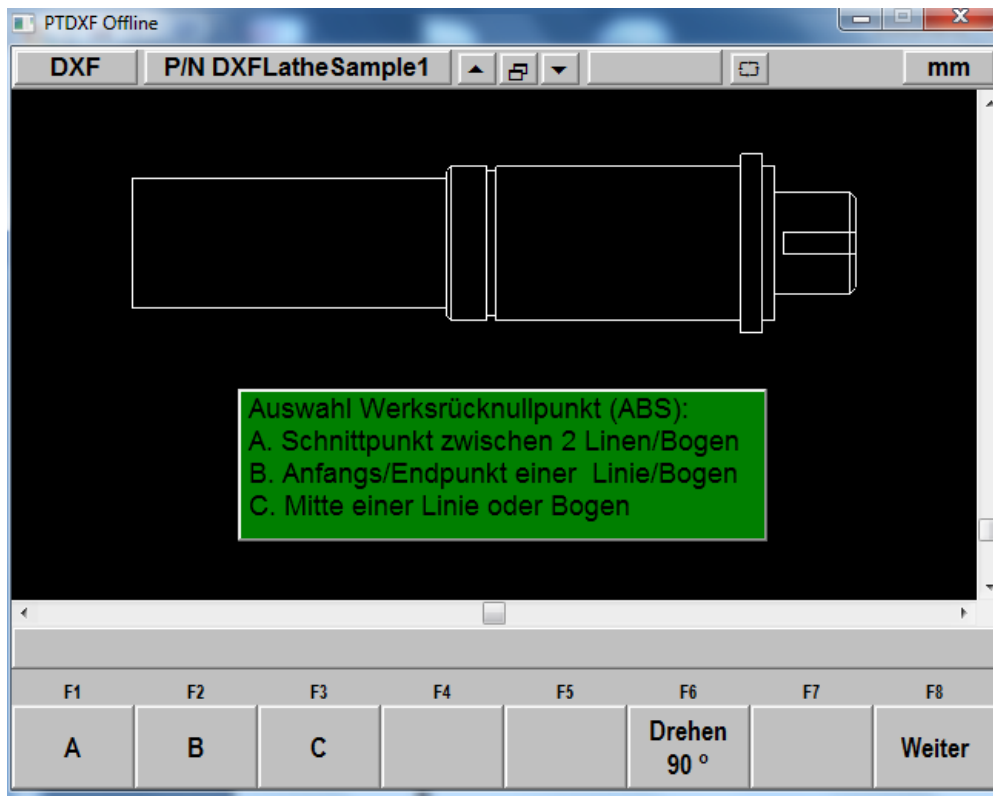 PTDXF Offline
DXF P/N DXFLatheSample1 mm
Auswahl Werksrücknullpunkt (ABS):
A. Schnittpunkt zwischen 2 Linen/Bogen
B. Anfangs/Endpunkt einer Linie/Bogen
C. Mitte einer Linie oder Bogen
F1 F2 F3 F4 F5 F6 F7 F8
A B C Drehen 90 º Weiter